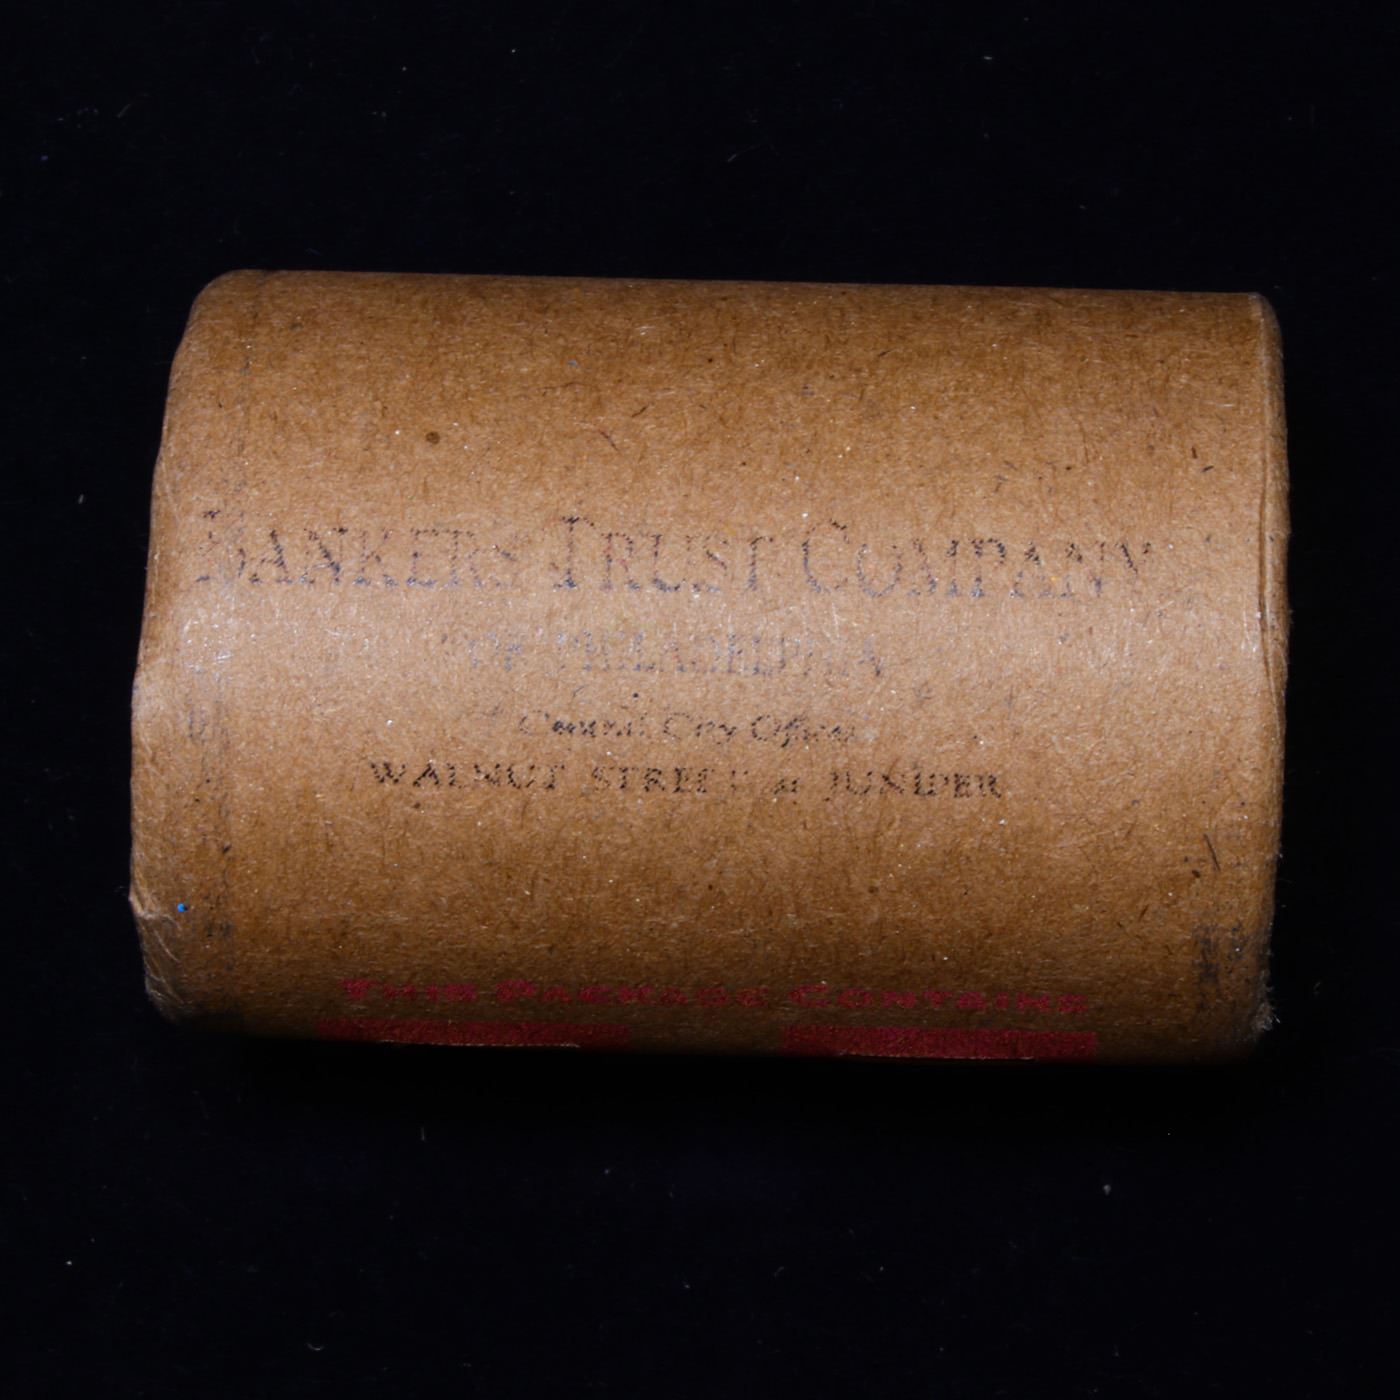 BANKERS TRUST COMPANY
OF PHILADELPHIA
Central City Office
WALNUT STREET at JUNIPER
THIS PACKAGE CONTAINS